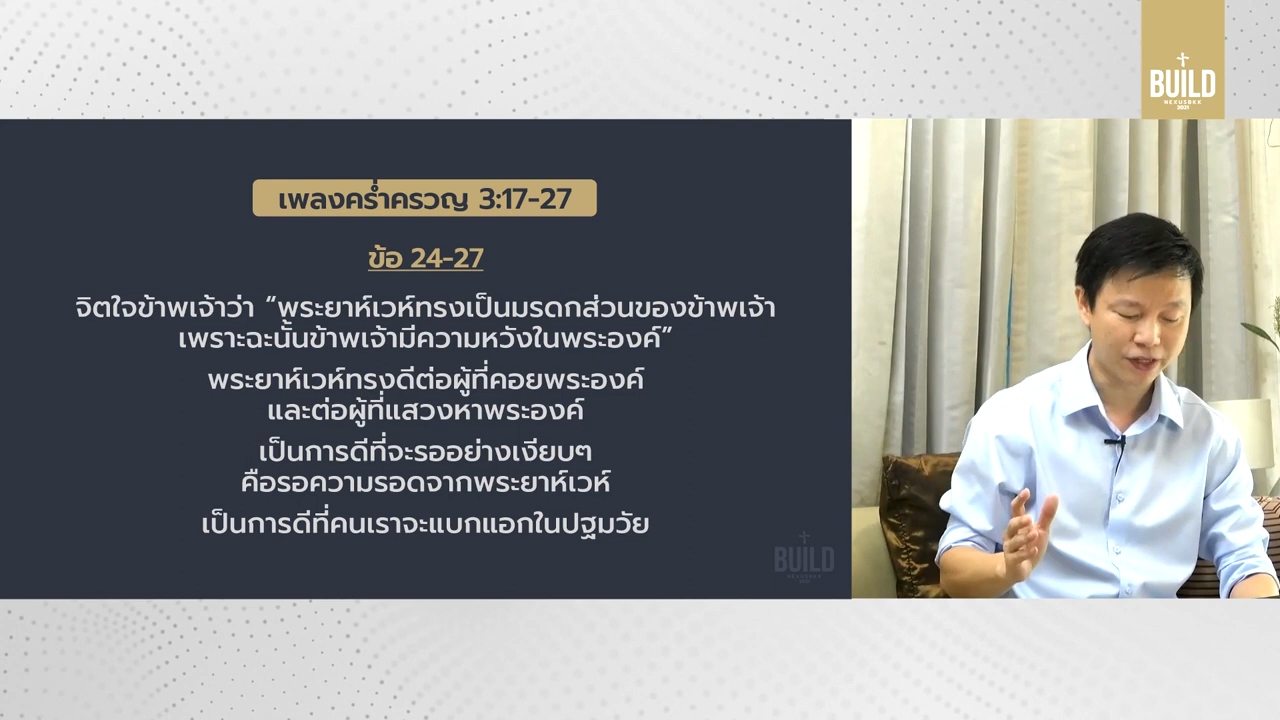 BUILD
NEXUSBKK
2021
เพลงคร่ำครวญ 3:17-27
ข้อ 24-27
จิตใจข้าพเจ้าว่า “พระยาห์เวห์ทรงเป็นมรดกส่วนของข้าพเจ้า
เพราะฉะนั้นข้าพเจ้ามีความหวังในพระองค์”
พระยาห์เวห์ทรงดีต่อผู้ที่คอยพระองค์
และต่อผู้ที่แสวงหาพระองค์
เป็นการดีที่จะรออย่างเงียบๆ
คือรอความรอดจากพระยาห์เวห์
เป็นการดีที่คนเราจะแบกแอกในปฐมวัย
BUILD
NEXUSBKK
2021